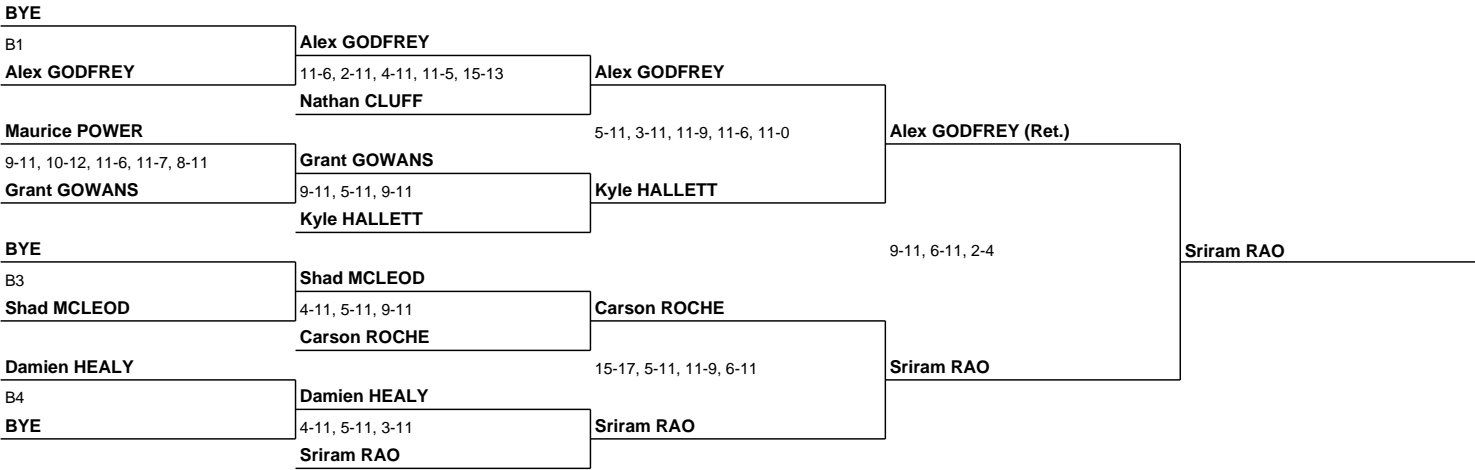 BYE
B1
Alex GODFREY
Alex GODFREY
11-6, 2-11, 4-11, 11-5, 15-13
Alex GODFREY
Nathan CLUFF
Maurice POWER
5-11, 3-11, 11-9, 11-6, 11-0
Alex GODFREY (Ret.)
9-11, 10-12, 11-6, 11-7, 8-11
Grant GOWANS
Grant GOWANS
9-11, 5-11, 9-11
Kyle HALLETT
Kyle HALLETT
BYE
9-11, 6-11, 2-4
Sriram RAO
B3
Shad MCLEOD
Shad MCLEOD
4-11, 5-11, 9-11
Carson ROCHE
Carson ROCHE
Damien HEALY
15-17, 5-11, 11-9, 6-11
Sriram RAO
B4
Damien HEALY
BYE
4-11, 5-11, 3-11
Sriram RAO
Sriram RAO